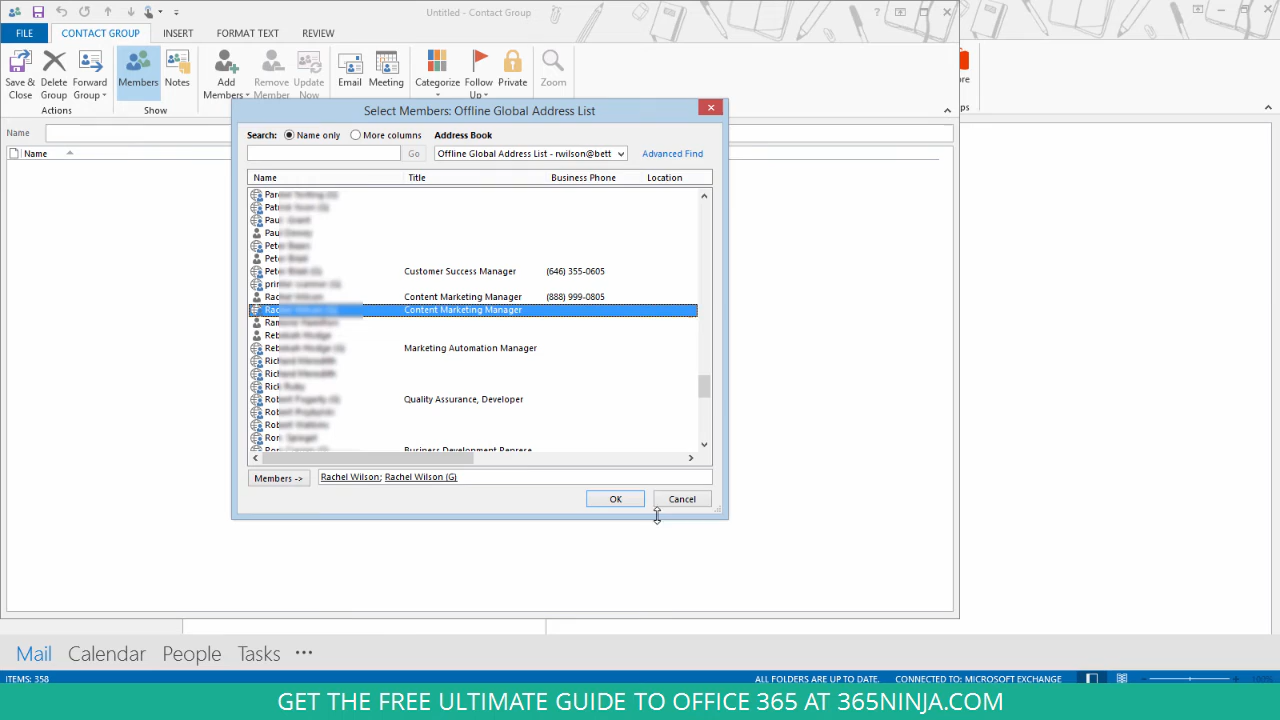 Untitled - Contact Group
?
FILE CONTACT GROUP INSERT FORMAT TEXT REVIEW
Save & Close
Delete Group
Forward Group
Members
Notes
Add Members
Remove Member
Update Now
Email
Meeting
Categorize
Follow Up
Private
Zoom
Actions
Show
Name
Name
Select Members: Offline Global Address List
Search: Name only More columns Address Book
Go Offline Global Address List - rwilson@bett Advanced Find
Name Title Business Phone Location
Paul
Paul
Peter
Peter
Peter Customer Success Manager (646) 355-0605
Content Marketing Manager (888) 999-0805
Content Marketing Manager
Marketing Automation Manager
Rick
Quality Assurance, Developer
Members -> Rachel Wilson; Rachel Wilson (G)
OK Cancel
Mail Calendar People Tasks •••
ITEMS: 358 ALL FOLDERS ARE UP TO DATE. CONNECTED TO: MICROSOFT EXCHANGE
GET THE FREE ULTIMATE GUIDE TO OFFICE 365 AT 365NINJA.COM